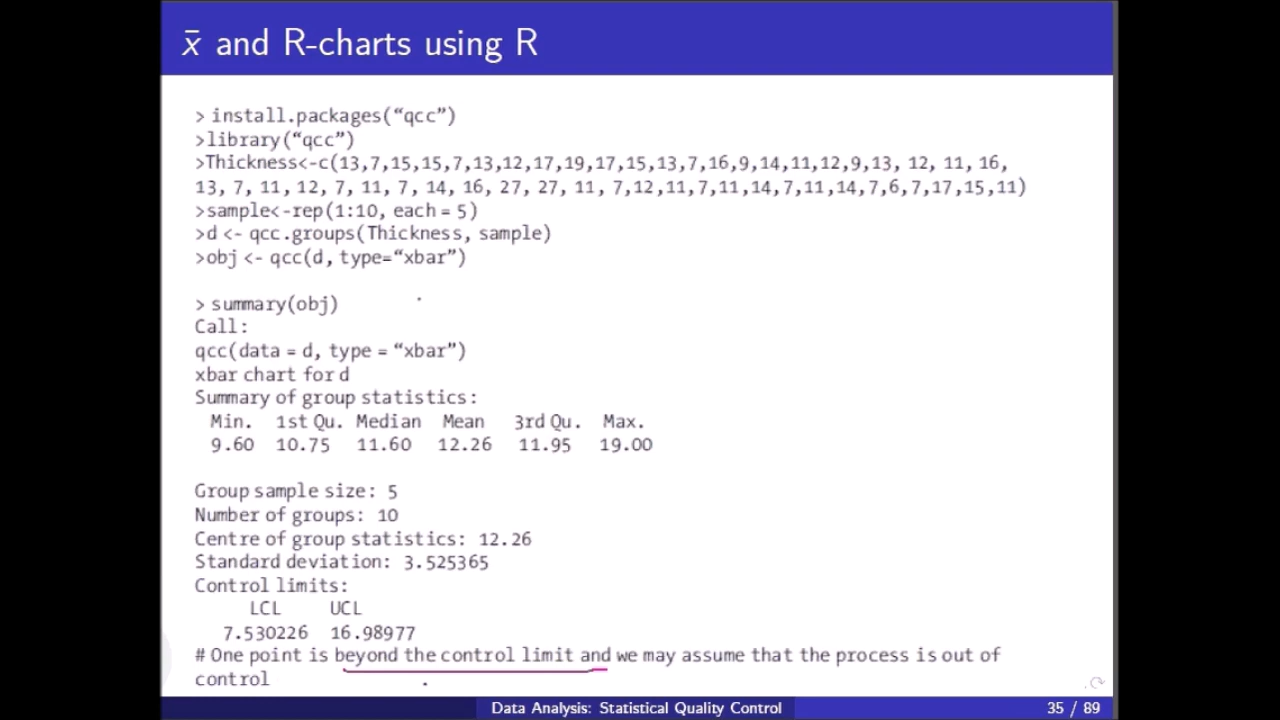 x̄ and R-charts using R
> install.packages(“qcc”)
>library(“qcc”)
>Thickness<-c(13,7,15,15,7,13,12,17,19,17,15,13,7,16,9,14,11,12,9,13, 12, 11, 16,
13, 7, 11, 12, 7, 11, 7, 14, 16, 27, 27, 11, 7,12,11,7,11,14,7,11,14,7,6,7,17,15,11)
>sample<-rep(1:10, each = 5)
>d <- qcc.groups(Thickness, sample)
>obj <- qcc(d, type=“xbar”)
> summary(obj)
Call:
qcc(data = d, type = “xbar”)
xbar chart for d
Summary of group statistics:
Min. 1st Qu. Median Mean 3rd Qu. Max.
9.60 10.75 11.60 12.26 11.95 19.00
Group sample size: 5
Number of groups: 10
Centre of group statistics: 12.26
Standard deviation: 3.525365
Control limits:
LCL UCL
7.530226 16.98977
# One point is beyond the control limit and we may assume that the process is out of
control
Data Analysis: Statistical Quality Control 35 / 89